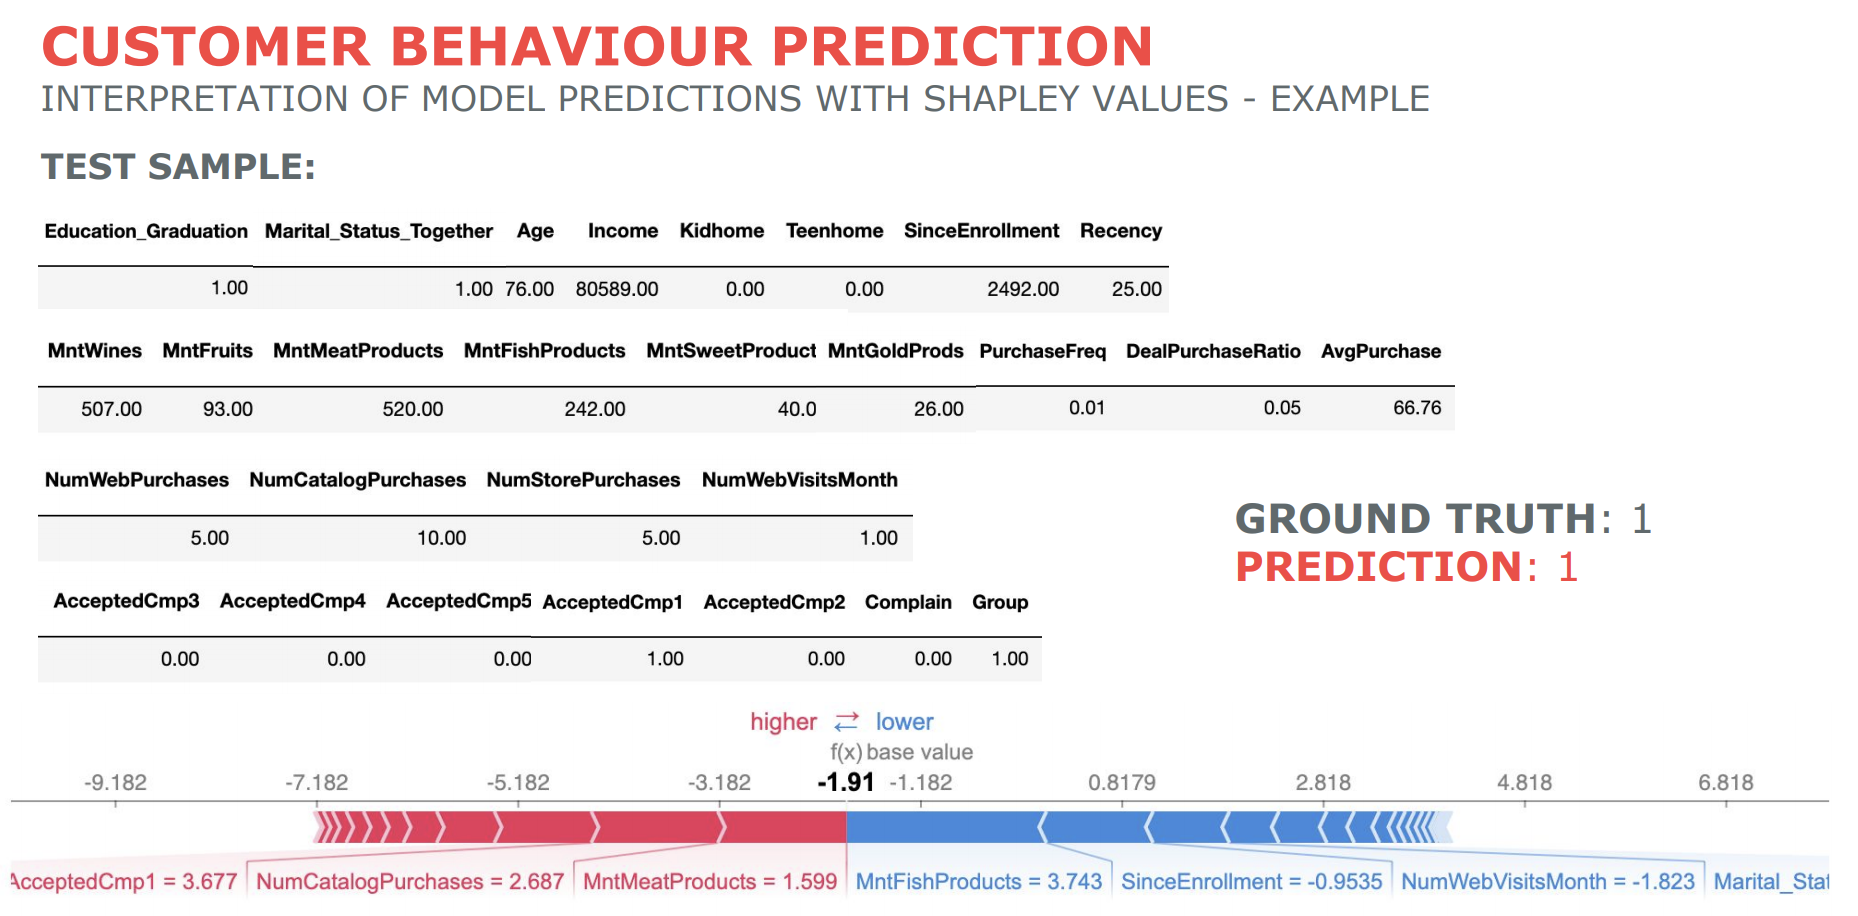 CUSTOMER BEHAVIOUR PREDICTION
INTERPRETATION OF MODEL PREDICTIONS WITH SHAPLEY VALUES - EXAMPLE
TEST SAMPLE:
Education_Graduation Marital_Status_Together Age Income Kidhome Teenhome SinceEnrollment Recency
1.00 1.00 76.00 80589.00 0.00 0.00 2492.00 25.00
MntWines MntFruits MntMeatProducts MntFishProducts MntSweetProduct MntGoldProds PurchaseFreq DealPurchaseRatio AvgPurchase
507.00 93.00 520.00 242.00 40.0 26.00 0.01 0.05 66.76
NumWebPurchases NumCatalogPurchases NumStorePurchases NumWebVisitsMonth
5.00 10.00 5.00 1.00
GROUND TRUTH: 1
PREDICTION: 1
AcceptedCmp3 AcceptedCmp4 AcceptedCmp5 AcceptedCmp1 AcceptedCmp2 Complain Group
0.00 0.00 0.00 1.00 0.00 0.00 1.00
higher lower
f(x) base value
-9.182 -7.182 -5.182 -3.182 -1.91 -1.182 0.8179 2.818 4.818 6.818
AcceptedCmp1 = 3.677 NumCatalogPurchases = 2.687 MntMeatProducts = 1.599 MntFishProducts = 3.743 SinceEnrollment = -0.9535 NumWebVisitsMonth = -1.823 Marital_Stat